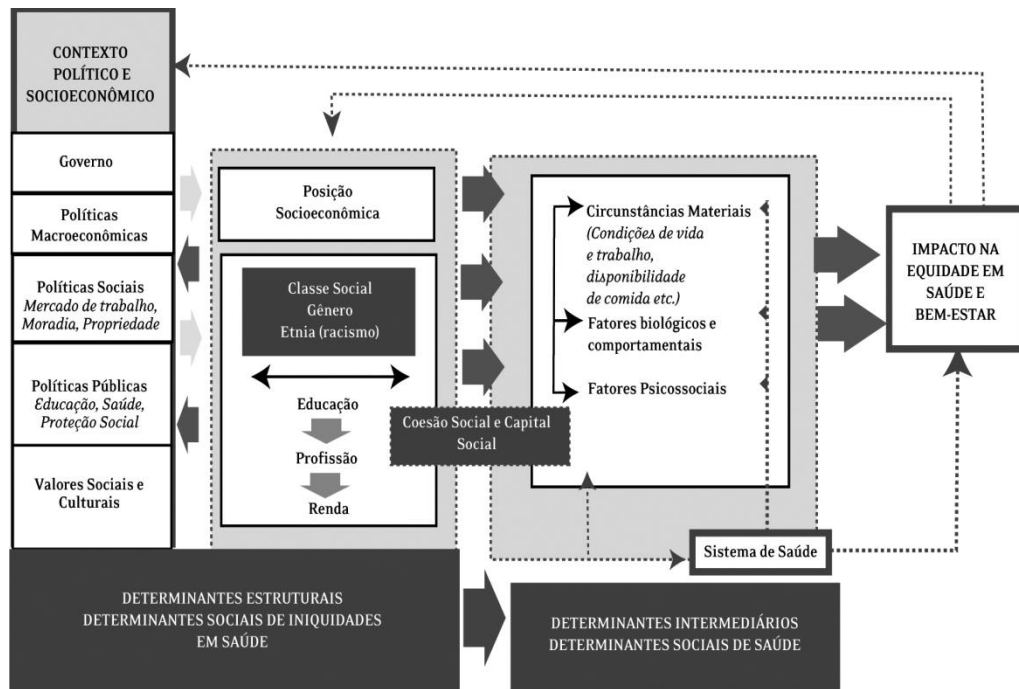 CONTEXTO
POLÍTICO E
SOCIOECONÔMICO
Governo
Políticas
Macroeconômicas
Políticas Sociais
Mercado de trabalho,
Moradia, Propriedade
Políticas Públicas
Educação, Saúde,
Proteção Social
Valores Sociais e
Culturais
Posição
Socioeconômica
Classe Social
Gênero
Etnia (racismo)
Educação
Profissão
Renda
Coesão Social e Capital
Social
Circunstâncias Materiais
(Condições de vida
e trabalho,
disponibilidade
de comida etc.)
Fatores biológicos e
comportamentais
Fatores Psicossociais
Sistema de Saúde
IMPACTO NA
EQUIDADE EM
SAÚDE E
BEM-ESTAR
DETERMINANTES ESTRUTURAIS
DETERMINANTES SOCIAIS DE INIQUIDADES
EM SAÚDE
DETERMINANTES INTERMEDIÁRIOS
DETERMINANTES SOCIAIS DE SAÚDE